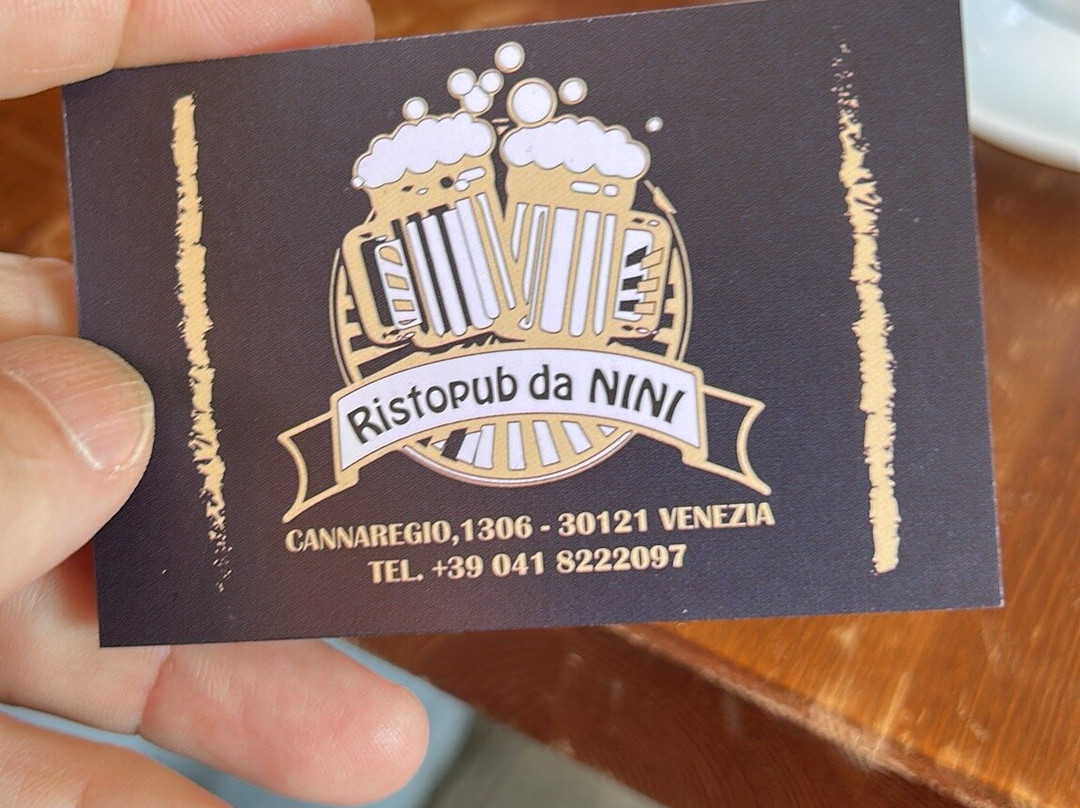 Ristopub da NINI
CANNAREGIO,1306 - 30121 VENEZIA
TEL. +39 041 8222097